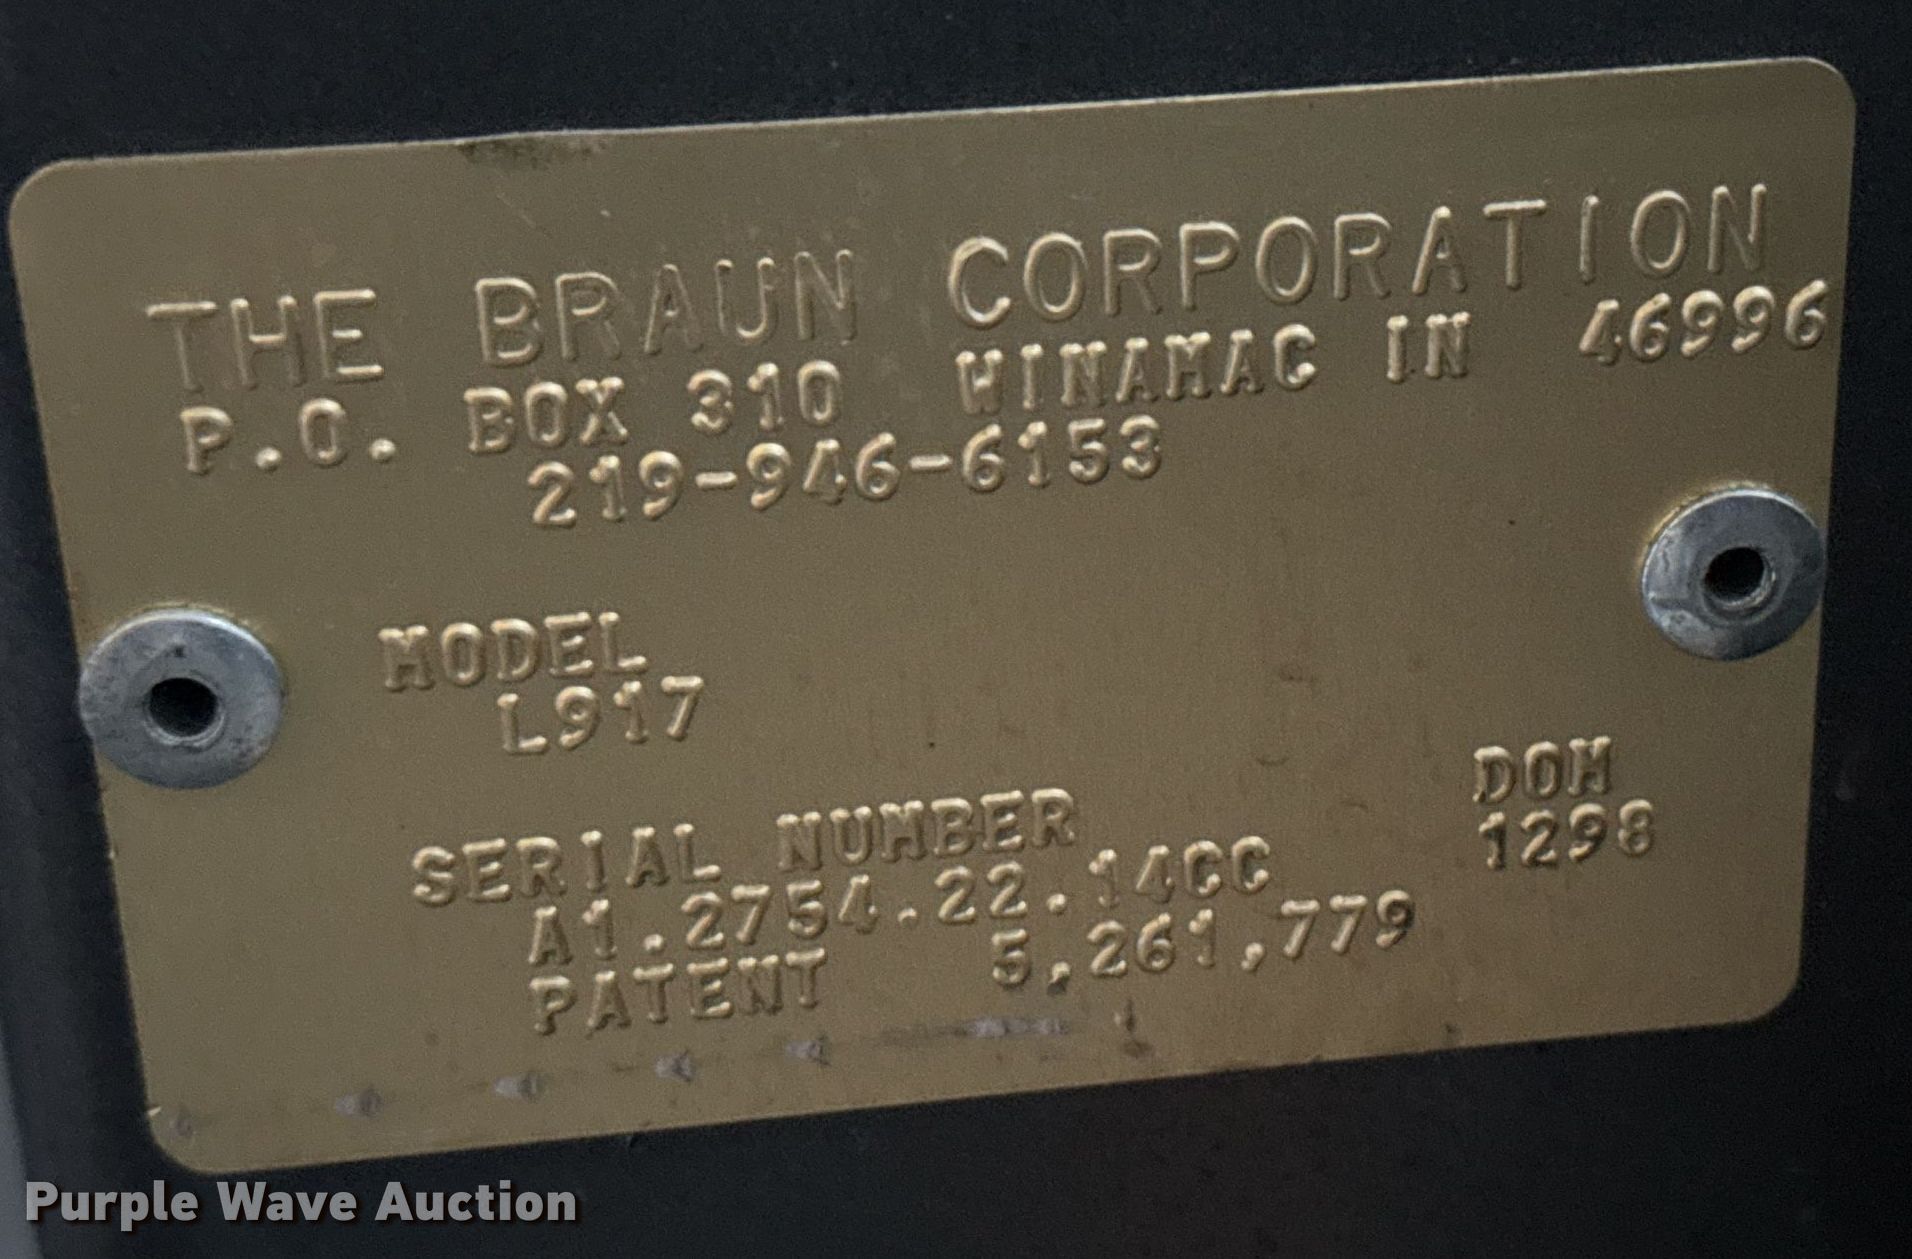 THE BRAUN CORPORATION
P.O. BOX 310 WINAMAC IN 46996
219-946-6153
MODEL
L917
SERIAL NUMBER DOM
A1.2754.22.14CC 1298
PATENT 5,261,779
Purple Wave Auction